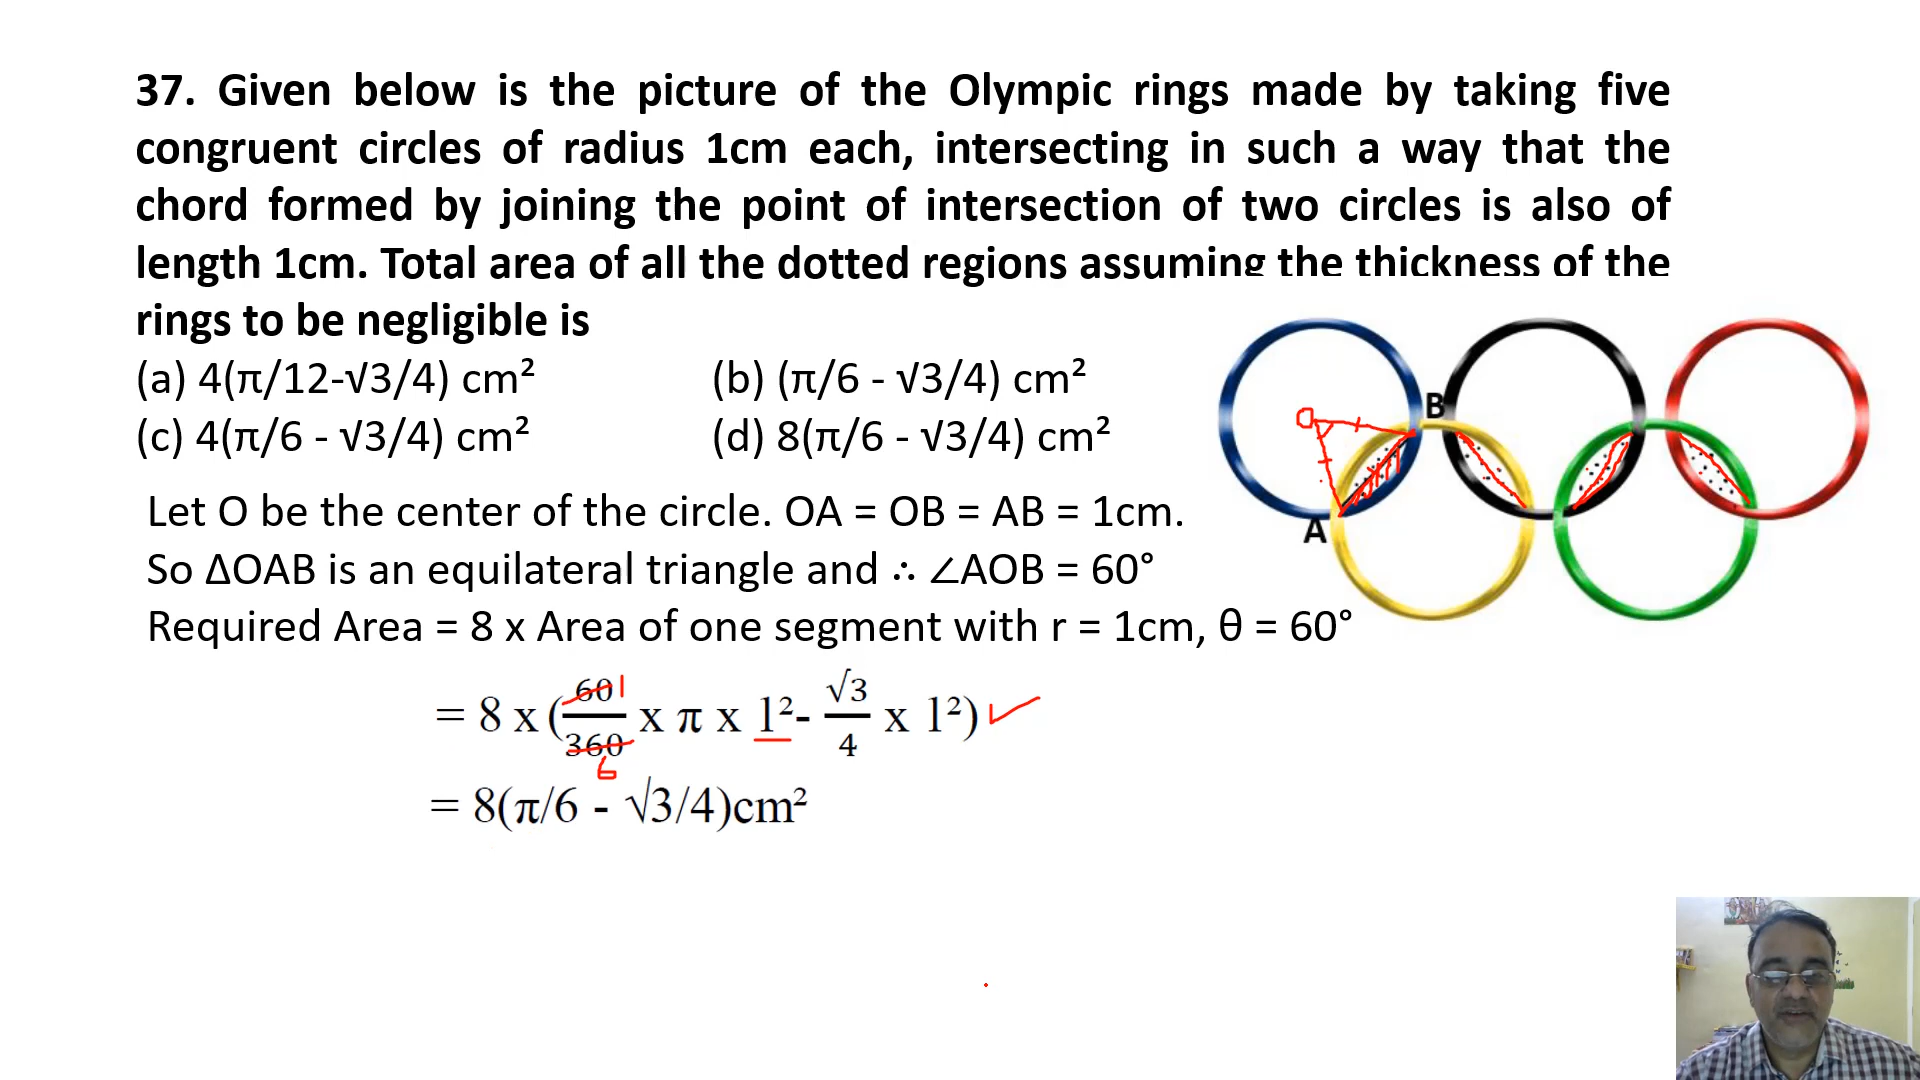 37. Given below is the picture of the Olympic rings made by taking five
congruent circles of radius 1cm each, intersecting in such a way that the
chord formed by joining the point of intersection of two circles is also of
length 1cm. Total area of all the dotted regions assuming the thickness of the
rings to be negligible is
(a) 4(π/12-√3/4) cm² (b) (π/6 - √3/4) cm²
(c) 4(π/6 - √3/4) cm² (d) 8(π/6 - √3/4) cm²
O
B
A
Let O be the center of the circle. OA = OB = AB = 1cm.
So ΔOAB is an equilateral triangle and ∴ ∠AOB = 60°
Required Area = 8 x Area of one segment with r = 1cm, θ = 60°
= 8 x (60/360 x π x 1² - √3/4 x 1²) ✓
1
6
= 8(π/6 - √3/4)cm²